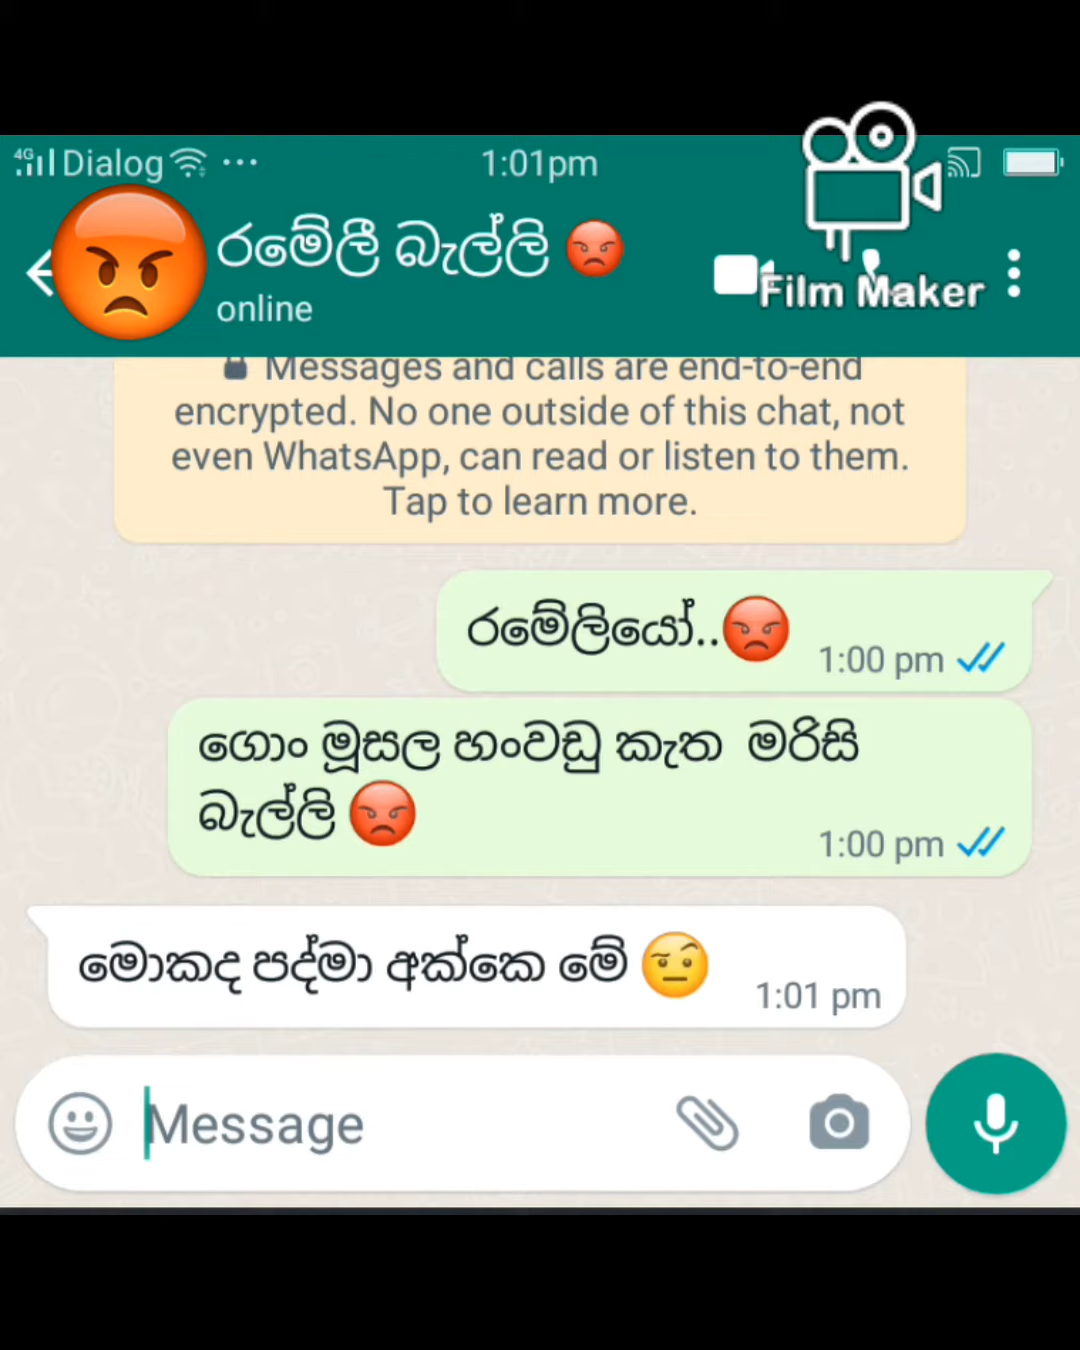 4G Dialog ... 1:01pm
රමේලී බැල්ලි 😡
online
Film Maker
Messages and calls are end-to-end
encrypted. No one outside of this chat, not
even WhatsApp, can read or listen to them.
Tap to learn more.
රමේලියෝ..😡
1:00 pm
ගොං මූසල හංවඩු කැත මරිසි
බැල්ලි 😡
1:00 pm
මොකද පද්මා අක්කෙ මේ 🤨
1:01 pm
Message